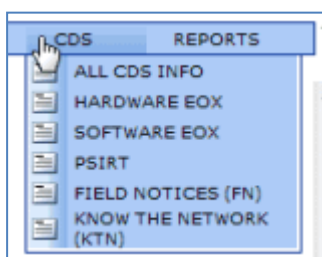 CDS REPORTS
ALL CDS INFO
HARDWARE EOX
SOFTWARE EOX
PSIRT
FIELD NOTICES (FN)
KNOW THE NETWORK
(KTN)